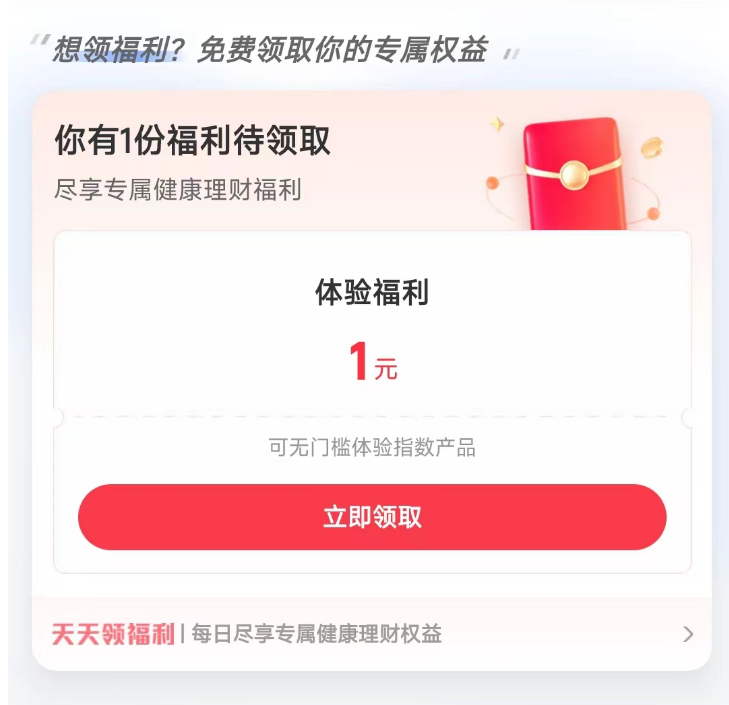 "想领福利？免费领取你的专属权益"
你有1份福利待领取
尽享专属健康理财福利
体验福利
1元
可无门槛体验指数产品
立即领取
天天领福利 | 每日尽享专属健康理财权益 >